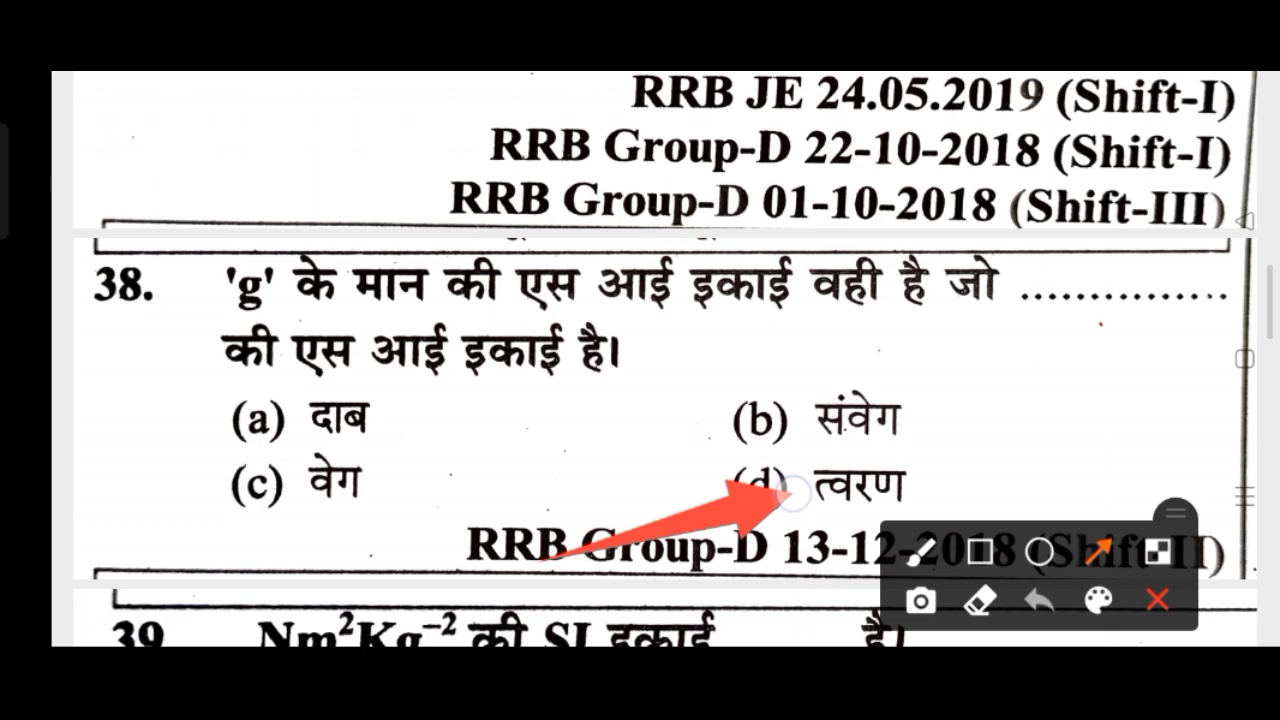 RRB JE 24.05.2019 (Shift-I)
RRB Group-D 22-10-2018 (Shift-I)
RRB Group-D 01-10-2018 (Shift-III)
38. 'g' के मान की एस आई इकाई वही है जो ...............
की एस आई इकाई है।
(a) दाब (b) संवेग
(c) वेग (d) त्वरण
RRB Group-D 13-12-2018 (Shift-II)
39 Nm²Kg⁻² की SI इकाई है।